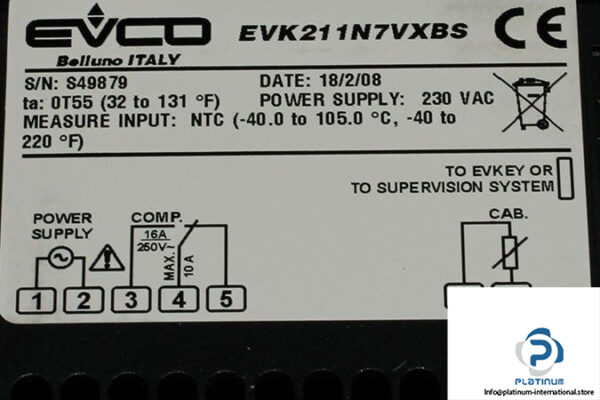 EVCO EVK211N7VXBS CE
Belluno ITALY
S/N: S49879 DATE: 18/2/08
ta: 0T55 (32 to 131 °F) POWER SUPPLY: 230 VAC
MEASURE INPUT: NTC (-40.0 to 105.0 °C, -40 to
220 °F)
TO EVKEY OR
TO SUPERVISION SYSTEM
POWER
SUPPLY
COMP.
16A
250V~
MAX.
10 A
CAB.
1 2 3 4 5
PLATINUM
Info@platinum-international.store